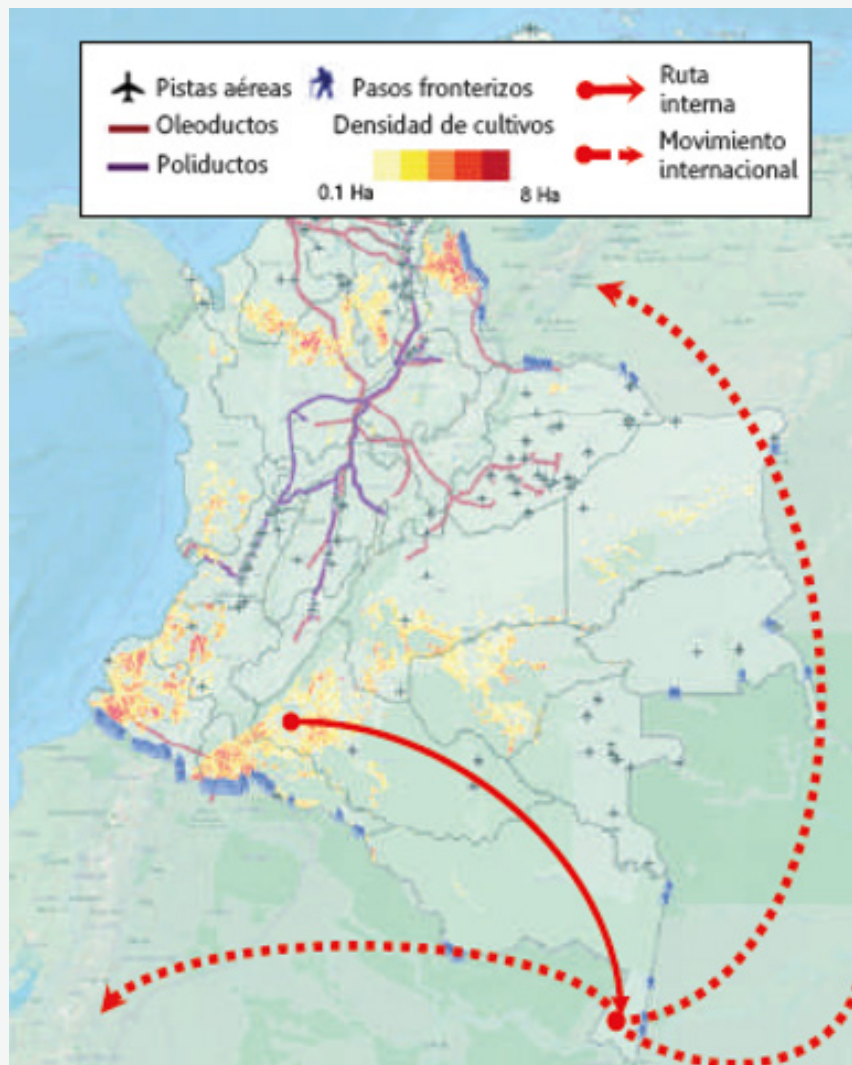 Pistas aéreas
Pasos fronterizos
Ruta
interna
Oleoductos
Densidad de cultivos
Poliductos
Movimiento
internacional
0.1 Ha
8 Ha